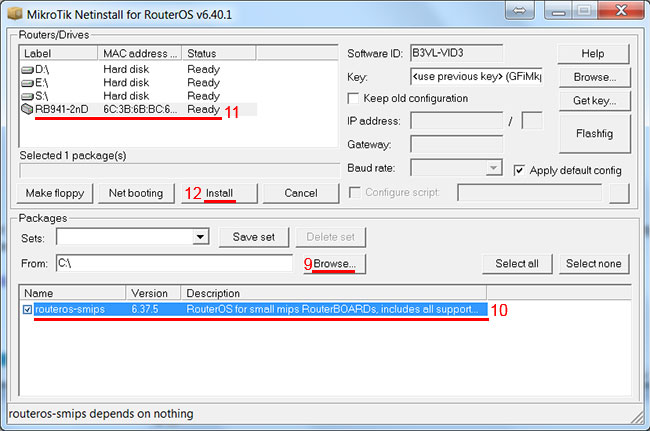 MikroTik Netinstall for RouterOS v6.40.1
Routers/Drives
Label MAC address ... Status
D:\ Hard disk Ready
E:\ Hard disk Ready
S:\ Hard disk Ready
RB941-2nD 6C:3B:6B:BC:6... Ready 11
Selected 1 package(s)
Make floppy Net booting 12 Install Cancel
Software ID: B3VL-VID3 Help
Key: <use previous key> (GFiMkp Browse...
Keep old configuration Get key...
IP address: / Flashfig
Gateway:
Baud rate: Apply default config
Configure script:
Packages
Sets: Save set Delete set
From: C:\ 9 Browse... Select all Select none
Name Version Description
routeros-smips 6.37.5 RouterOS for small mips RouterBOARDs, includes all support... 10
routeros-smips depends on nothing